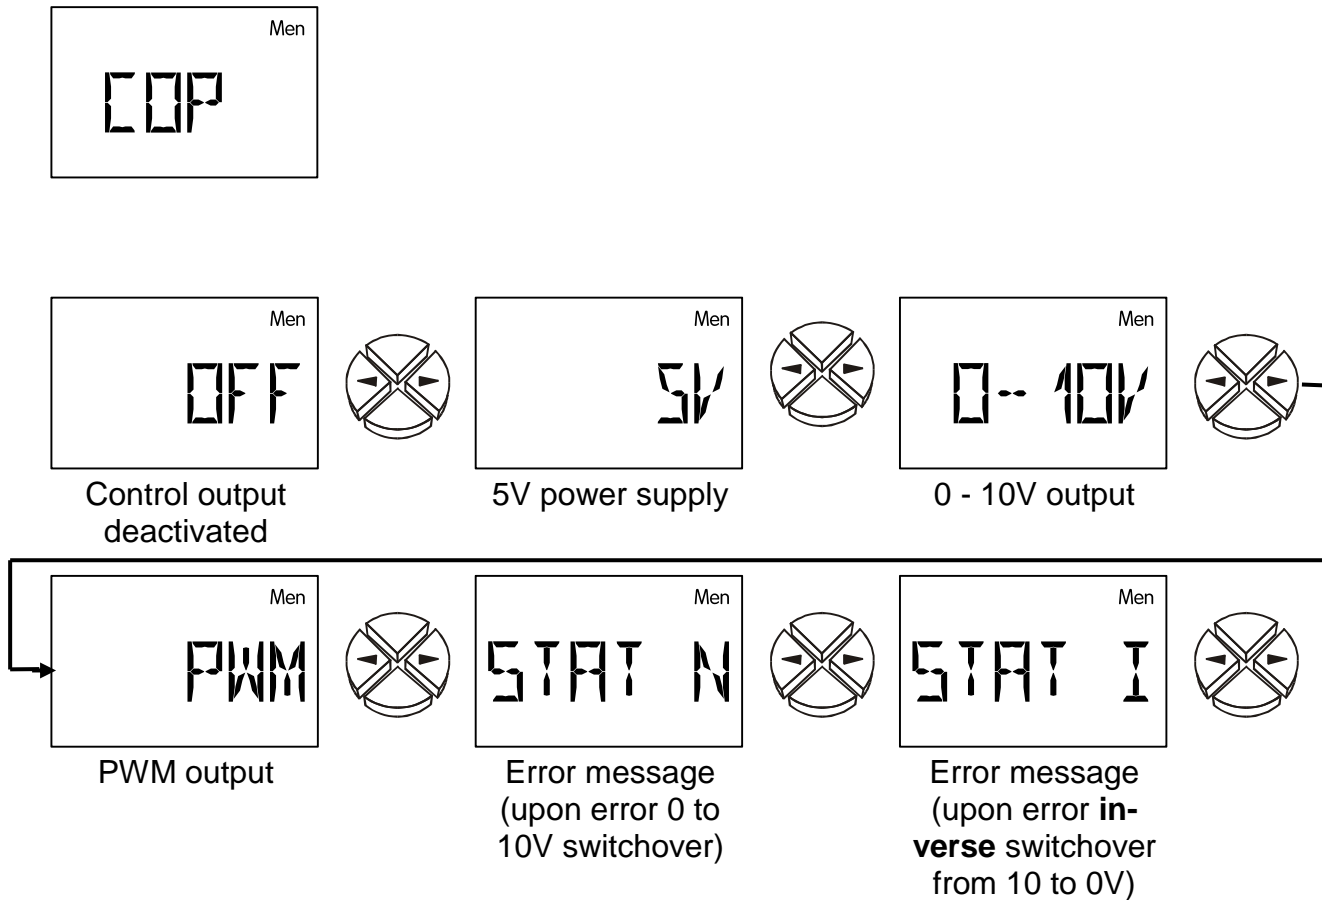 Men
COP
Men
OFF
Men
5V
Men
0--10V
Control output
deactivated
5V power supply
0 - 10V output
Men
PWM
Men
STAT N
Men
STAT I
PWM output
Error message
(upon error 0 to
10V switchover)
Error message
(upon error in-
verse switchover
from 10 to 0V)